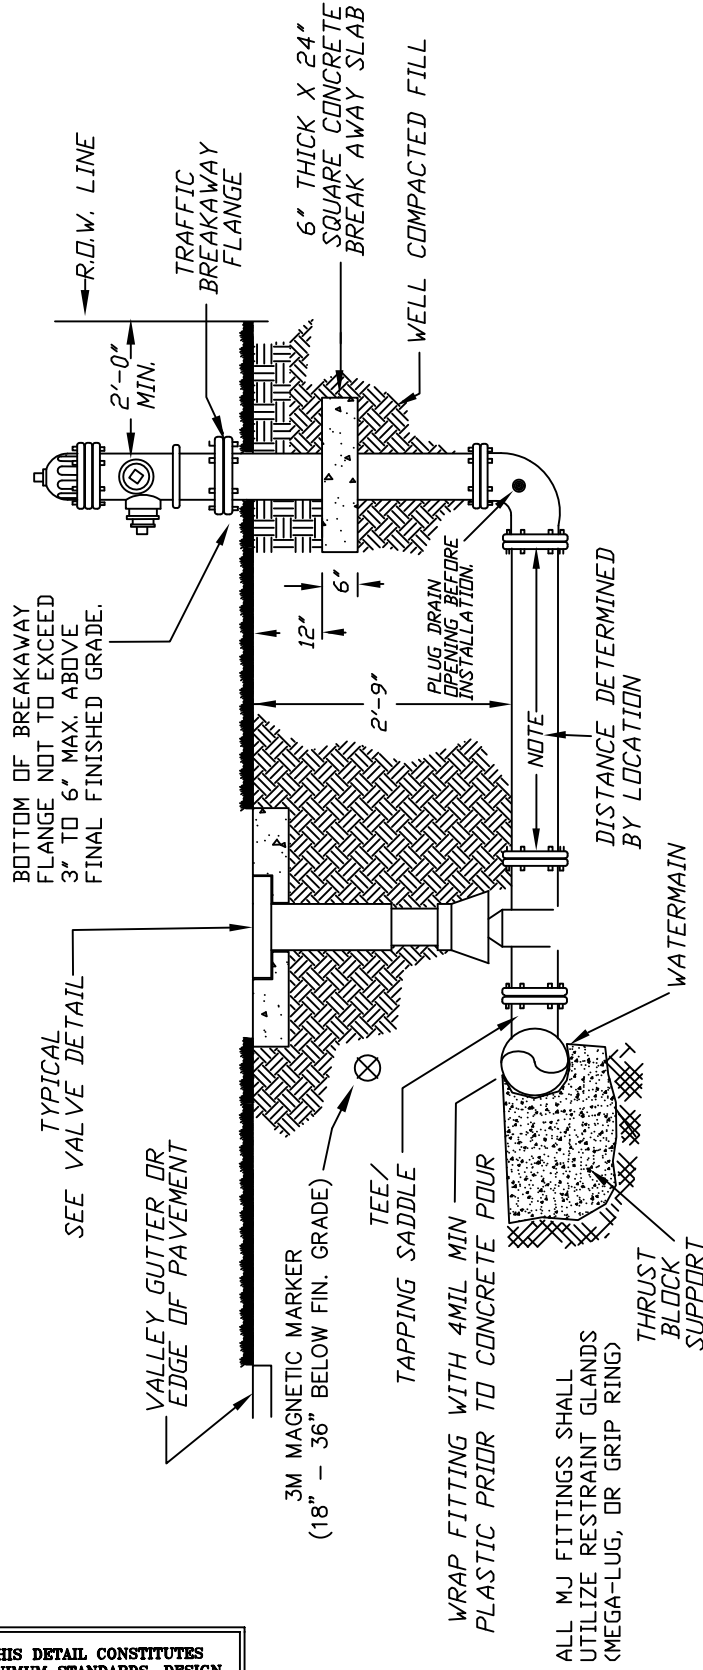 R.O.W. LINE
2'-0"
MIN.
TRAFFIC
BREAKAWAY
FLANGE
6" THICK X 24"
SQUARE CONCRETE
BREAK AWAY SLAB
WELL COMPACTED FILL
BOTTOM OF BREAKAWAY
FLANGE NOT TO EXCEED
3" TO 6" MAX. ABOVE
FINAL FINISHED GRADE.
12"
6"
2'-9"
PLUG DRAIN
OPENING BEFORE
INSTALLATION.
NOTE
DISTANCE DETERMINED
BY LOCATION
TYPICAL
SEE VALVE DETAIL
WATERMAIN
VALLEY GUTTER OR
EDGE OF PAVEMENT
3M MAGNETIC MARKER
(18" - 36" BELOW FIN. GRADE)
TEE/
TAPPING SADDLE
WRAP FITTING WITH 4MIL MIN
PLASTIC PRIOR TO CONCRETE POUR
THRUST
BLOCK
SUPPORT
ALL MJ FITTINGS SHALL
UTILIZE RESTRAINT GLANDS
(MEGA-LUG, OR GRIP RING)
THIS DETAIL CONSTITUTES
MINIMUM STANDARDS. DESIGN